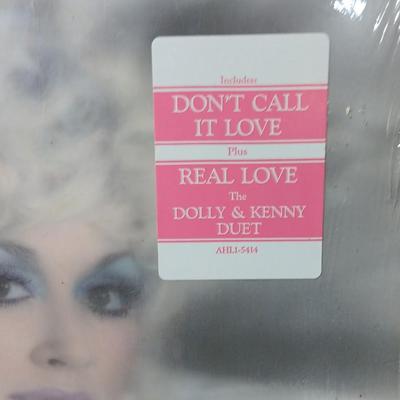 Includes:
DON'T CALL
IT LOVE
Plus
REAL LOVE
The
DOLLY & KENNY
DUET
AHL1-5414